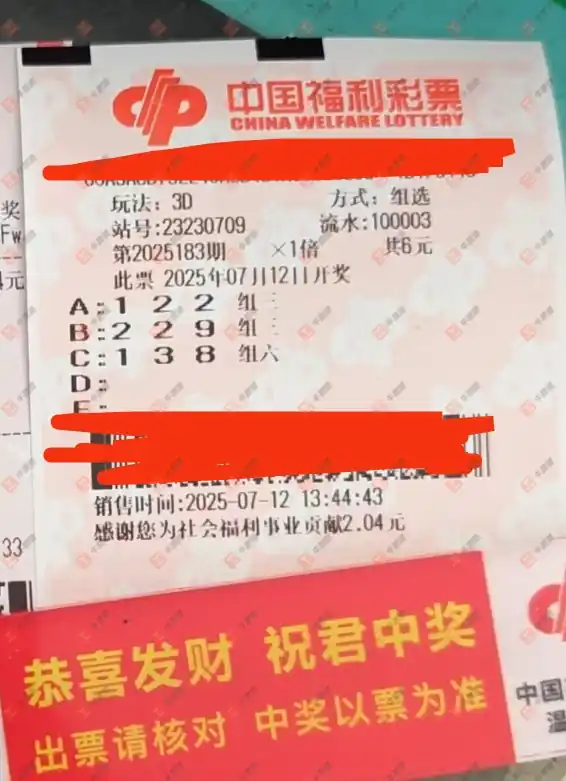 中国福利彩票
CHINA WELFARE LOTTERY
玩法：3D 方式：组选
站号:23230709 流水:100003
第2025183期 ×1倍 共6元
此票 2025年07月12日开奖
A:1 2 2 组三
B:2 2 9 组三
C:1 3 8 组六
D:
E
销售时间:2025-07-12 13:44:43
感谢您为社会福利事业贡献2.04元
恭喜发财 祝君中奖
出票请核对 中奖以票为准
奖
Fw
元
33
中国
温